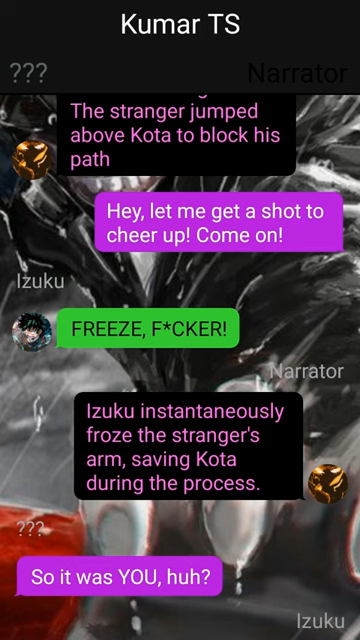 Kumar TS
???
Narrator
The stranger jumped
above Kota to block his
path
Hey, let me get a shot to
cheer up! Come on!
Izuku
FREEZE, F*CKER!
Narrator
Izuku instantaneously
froze the stranger's
arm, saving Kota
during the process.
???
So it was YOU, huh?
Izuku